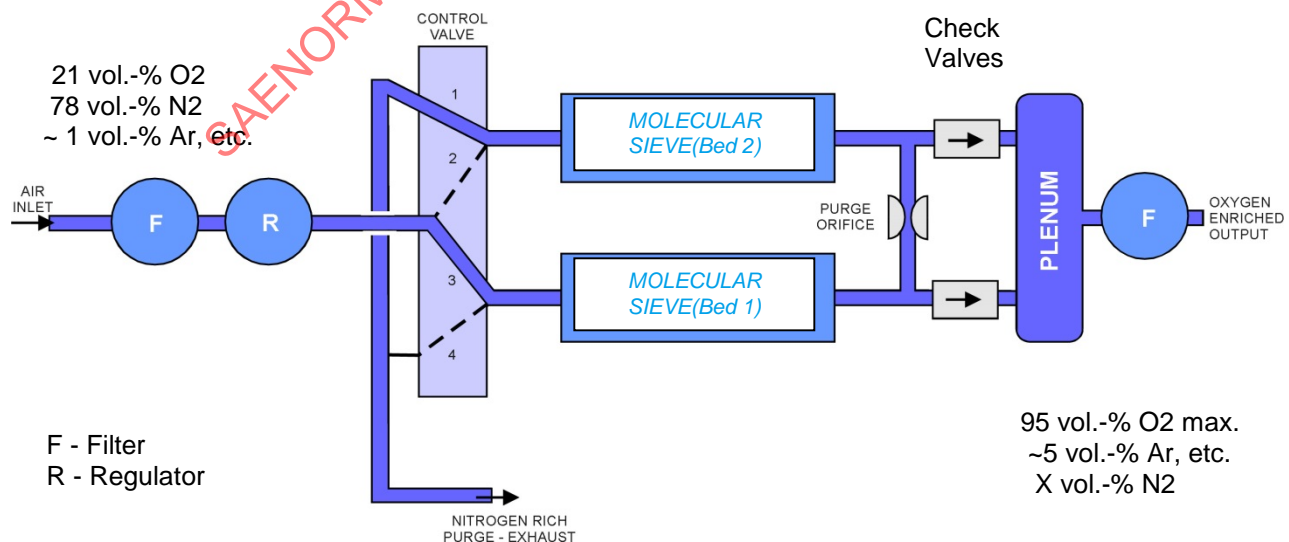 SAENORM
CONTROL
VALVE
Check
Valves
21 vol.-% O2
78 vol.-% N2
~ 1 vol.-% Ar, etc.
1
2
3
4
MOLECULAR
SIEVE(Bed 2)
AIR
INLET
F
R
PURGE
ORIFICE
PLENUM
F
OXYGEN
ENRICHED
OUTPUT
MOLECULAR
SIEVE(Bed 1)
F - Filter
R - Regulator
95 vol.-% O2 max.
~5 vol.-% Ar, etc.
X vol.-% N2
NITROGEN RICH
PURGE - EXHAUST